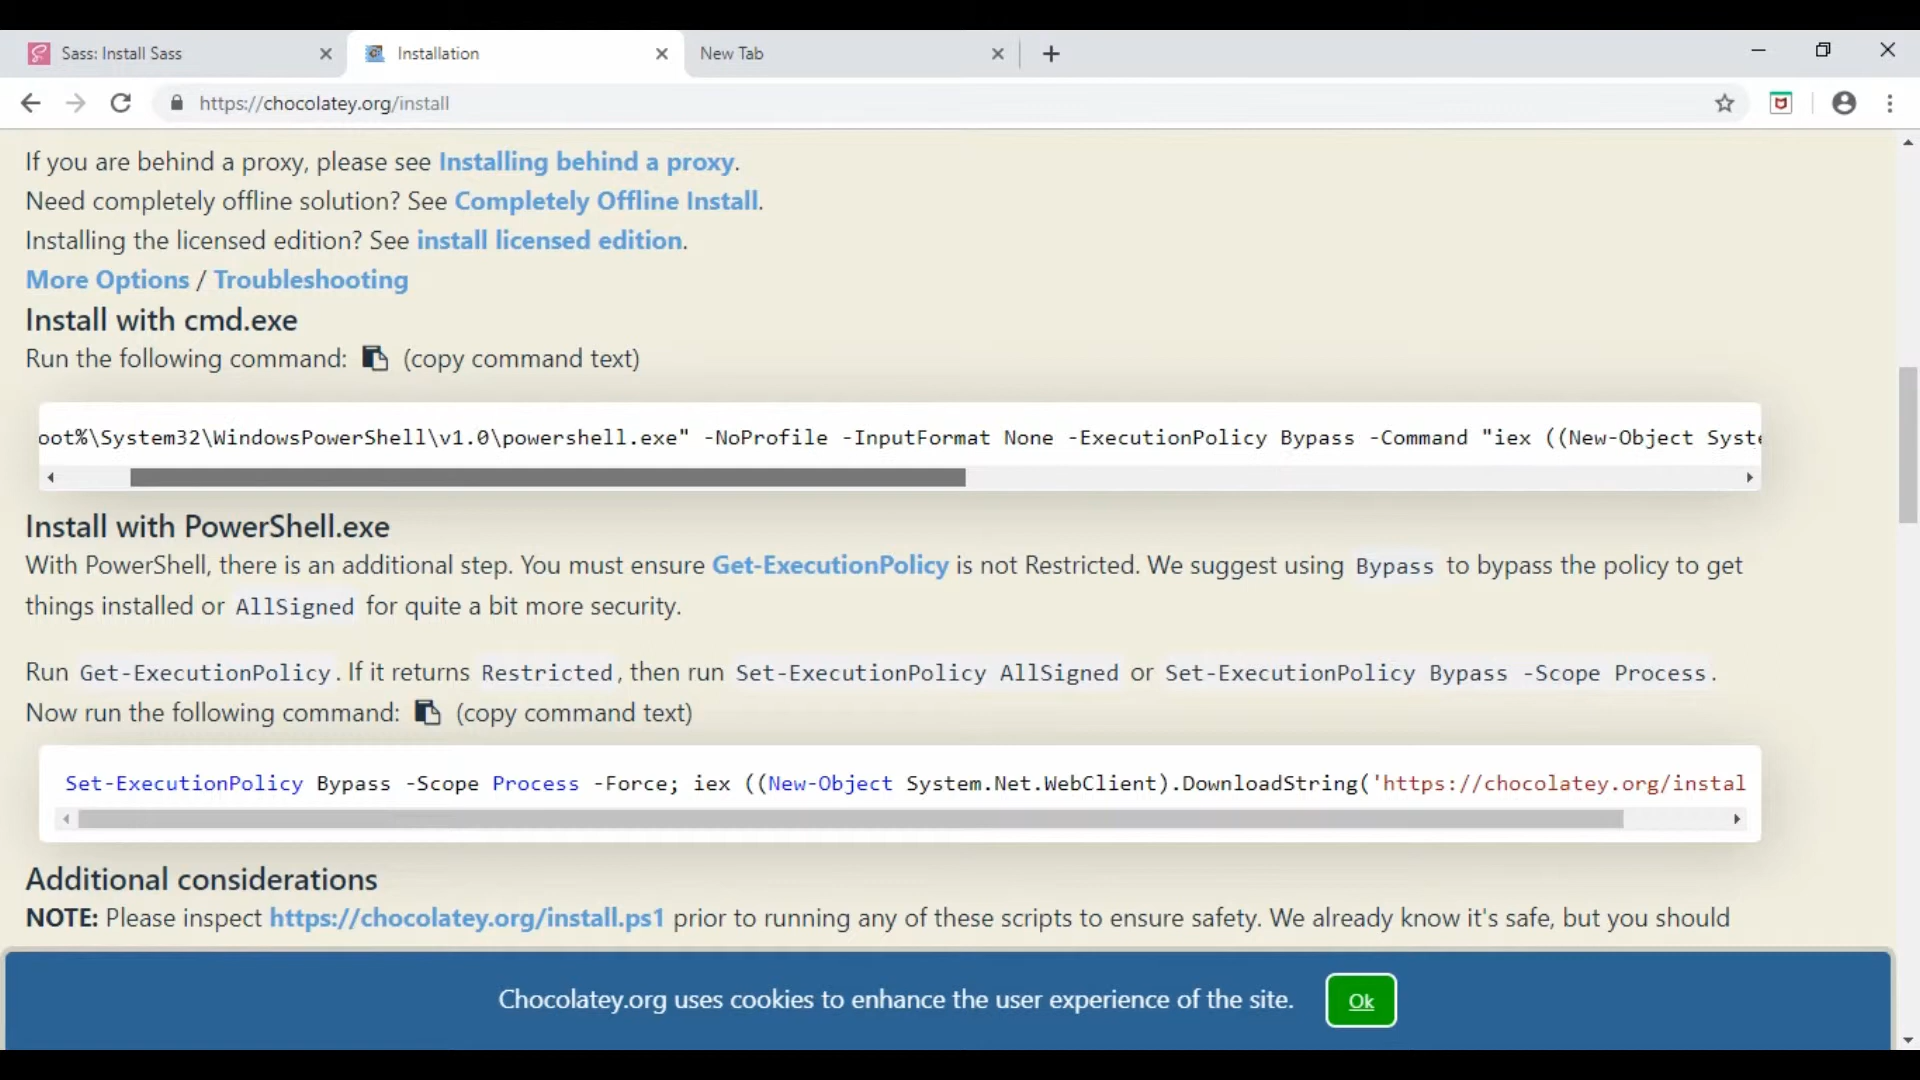 Sass: Install Sass
Installation
New Tab
https://chocolatey.org/install
If you are behind a proxy, please see Installing behind a proxy.
Need completely offline solution? See Completely Offline Install.
Installing the licensed edition? See install licensed edition.
More Options / Troubleshooting
Install with cmd.exe
Run the following command: (copy command text)
oot%\System32\WindowsPowerShell\v1.0\powershell.exe" -NoProfile -InputFormat None -ExecutionPolicy Bypass -Command "iex ((New-Object Syste
Install with PowerShell.exe
With PowerShell, there is an additional step. You must ensure Get-ExecutionPolicy is not Restricted. We suggest using Bypass to bypass the policy to get
things installed or AllSigned for quite a bit more security.
Run Get-ExecutionPolicy. If it returns Restricted, then run Set-ExecutionPolicy AllSigned or Set-ExecutionPolicy Bypass -Scope Process.
Now run the following command: (copy command text)
Set-ExecutionPolicy Bypass -Scope Process -Force; iex ((New-Object System.Net.WebClient).DownloadString('https://chocolatey.org/instal
Additional considerations
NOTE: Please inspect https://chocolatey.org/install.ps1 prior to running any of these scripts to ensure safety. We already know it's safe, but you should
Chocolatey.org uses cookies to enhance the user experience of the site.
Ok